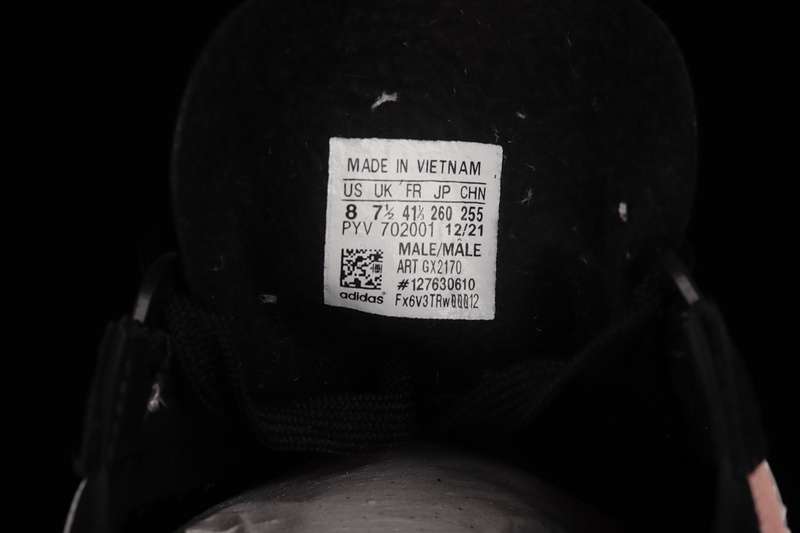 MADE IN VIETNAM
US UK FR JP CHN
8 7½ 41⅓ 260 255
PYV 702001 12/21
MALE/MÂLE
ART GX2170
#127630610
adidas Fx6v3TRw00012